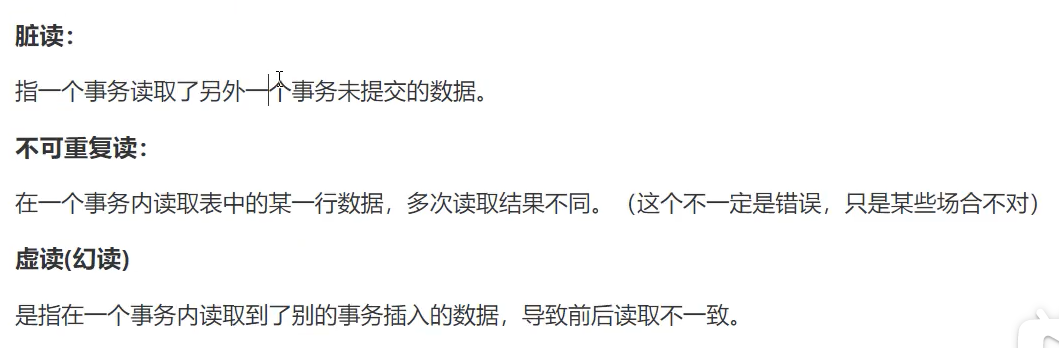 脏读：
指一个事务读取了另外一个事务未提交的数据。
不可重复读：
在一个事务内读取表中的某一行数据，多次读取结果不同。（这个不一定是错误，只是某些场合不对）
虚读(幻读)
是指在一个事务内读取到了别的事务插入的数据，导致前后读取不一致。